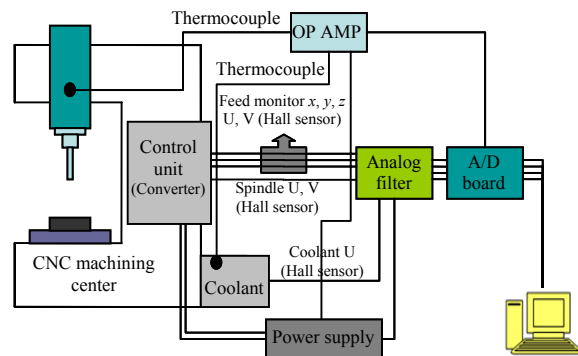 Thermocouple
OP AMP
Thermocouple
Feed monitor x, y, z
U, V (Hall sensor)
Control
unit
(Converter)
Analog
filter
A/D
board
Spindle U, V
(Hall sensor)
Coolant U
(Hall sensor)
CNC machining
center
Coolant
Power supply